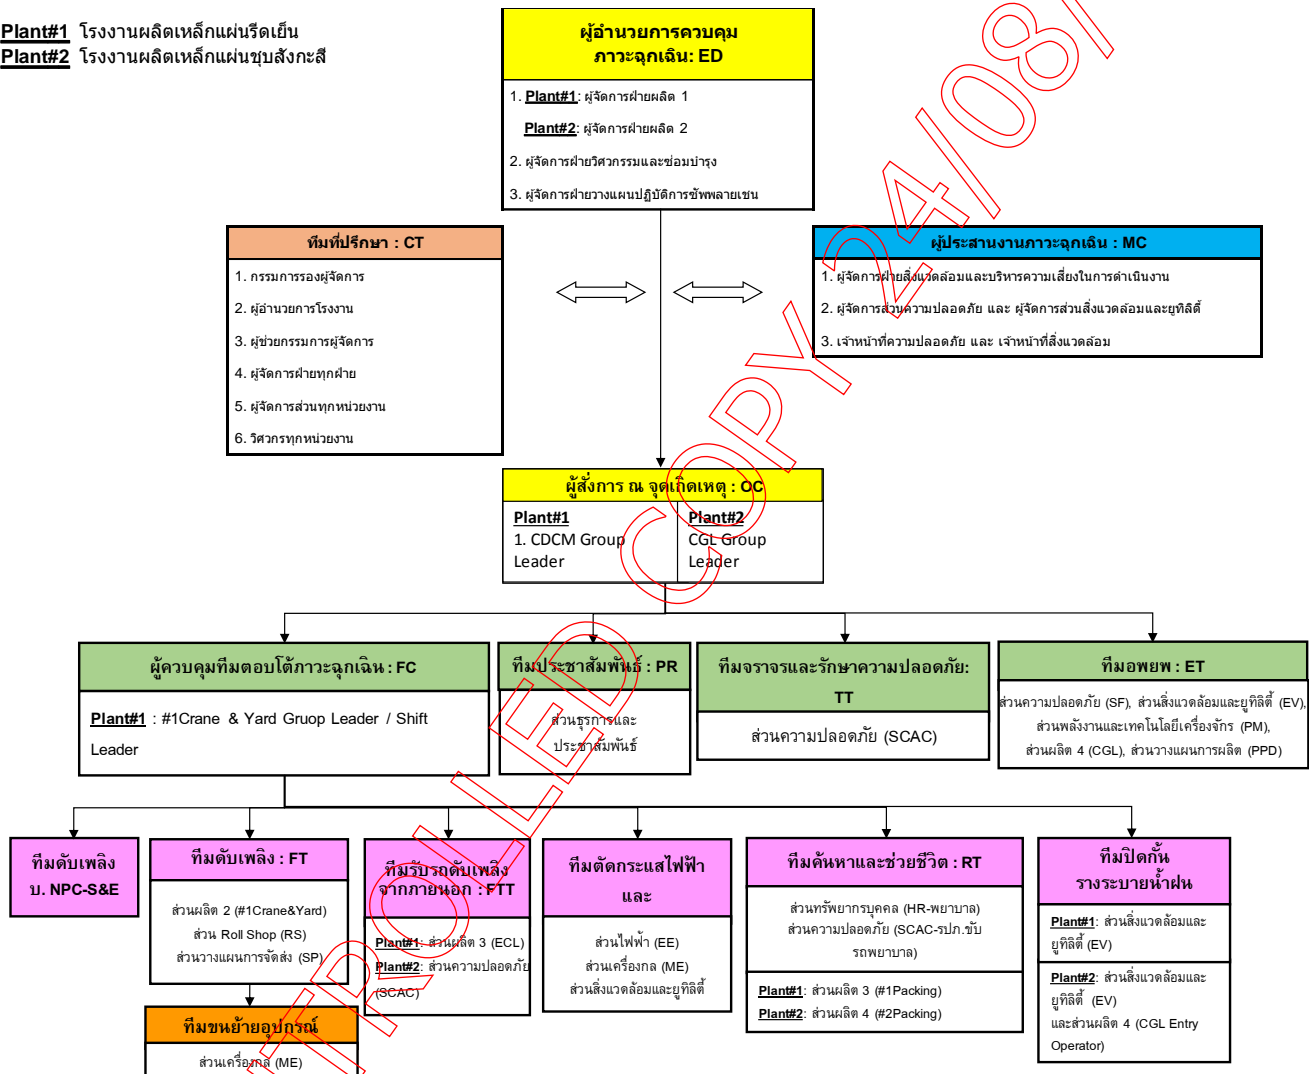 Plant#1 โรงงานผลิตเหล็กแผ่นรีดเย็น
Plant#2 โรงงานผลิตเหล็กแผ่นชุบสังกะสี
ผู้อำนวยการควบคุม
ภาวะฉุกเฉิน: ED
1. Plant#1: ผู้จัดการฝ่ายผลิต 1
Plant#2: ผู้จัดการฝ่ายผลิต 2
2. ผู้จัดการฝ่ายวิศวกรรมและซ่อมบำรุง
3. ผู้จัดการฝ่ายวางแผนปฏิบัติการซัพพลายเชน
ทีมที่ปรึกษา : CT
1. กรรมการรองผู้จัดการ
2. ผู้อำนวยการโรงงาน
3. ผู้ช่วยกรรมการผู้จัดการ
4. ผู้จัดการฝ่ายทุกฝ่าย
5. ผู้จัดการส่วนทุกหน่วยงาน
6. วิศวกรทุกหน่วยงาน
ผู้ประสานงานภาวะฉุกเฉิน : MC
1. ผู้จัดการฝ่ายสิ่งแวดล้อมและบริหารความเสี่ยงในการดำเนินงาน
2. ผู้จัดการส่วนความปลอดภัย และ ผู้จัดการส่วนสิ่งแวดล้อมและยูทิลิตี้
3. เจ้าหน้าที่ความปลอดภัย และ เจ้าหน้าที่สิ่งแวดล้อม
ผู้สั่งการ ณ จุดเกิดเหตุ : OC
Plant#1
1. CDCM Group
Leader
Plant#2
CGL Group
Leader
ผู้ควบคุมทีมตอบโต้ภาวะฉุกเฉิน : FC
Plant#1 : #1Crane & Yard Gruop Leader / Shift
Leader
ทีมประชาสัมพันธ์ : PR
ส่วนธุรการและ
ประชาสัมพันธ์
ทีมจราจรและรักษาความปลอดภัย:
TT
ส่วนความปลอดภัย (SCAC)
ทีมอพยพ : ET
ส่วนความปลอดภัย (SF), ส่วนสิ่งแวดล้อมและยูทิลิตี้ (EV),
ส่วนพลังงานและเทคโนโลยีเครื่องจักร (PM),
ส่วนผลิต 4 (CGL), ส่วนวางแผนการผลิต (PPD)
ทีมดับเพลิง
บ. NPC-S&E
ทีมดับเพลิง : FT
ส่วนผลิต 2 (#1Crane&Yard)
ส่วน Roll Shop (RS)
ส่วนวางแผนการจัดส่ง (SP)
ทีมขนย้ายอุปกรณ์
ส่วนเครื่องกล (ME)
ทีมรับรถดับเพลิง
จากภายนอก : FTT
Plant#1: ส่วนผลิต 3 (ECL)
Plant#2: ส่วนความปลอดภัย
(SCAC)
ทีมตัดกระแสไฟฟ้า
และ
ส่วนไฟฟ้า (EE)
ส่วนเครื่องกล (ME)
ส่วนสิ่งแวดล้อมและยูทิลิตี้
ทีมค้นหาและช่วยชีวิต : RT
ส่วนทรัพยากรบุคคล (HR-พยาบาล)
ส่วนความปลอดภัย (SCAC-รปภ.ขับ
รถพยาบาล)
Plant#1: ส่วนผลิต 3 (#1Packing)
Plant#2: ส่วนผลิต 4 (#2Packing)
ทีมปิดกั้น
รางระบายน้ำฝน
Plant#1: ส่วนสิ่งแวดล้อมและ
ยูทิลิตี้ (EV)
Plant#2: ส่วนสิ่งแวดล้อมและ
ยูทิลิตี้ (EV)
และส่วนผลิต 4 (CGL Entry
Operator)
TROLLED COPY 24/08/